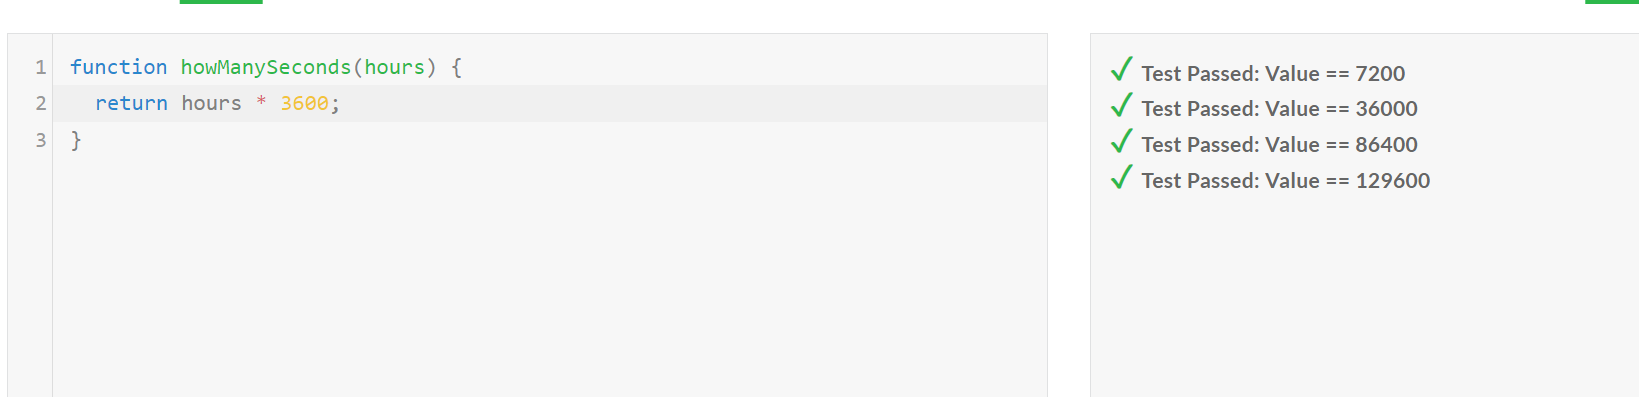 1 function howManySeconds(hours) {
2   return hours * 3600;
3 }
✓ Test Passed: Value == 7200
✓ Test Passed: Value == 36000
✓ Test Passed: Value == 86400
✓ Test Passed: Value == 129600